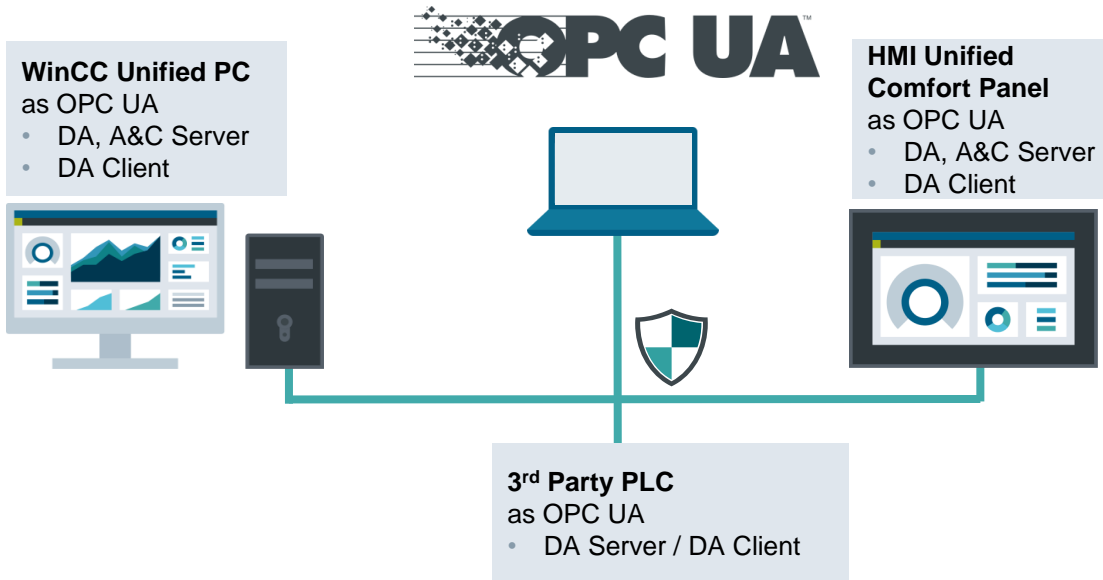 OPC UA™
WinCC Unified PC
as OPC UA
• DA, A&C Server
• DA Client
HMI Unified
Comfort Panel
as OPC UA
• DA, A&C Server
• DA Client
3rd Party PLC
as OPC UA
• DA Server / DA Client